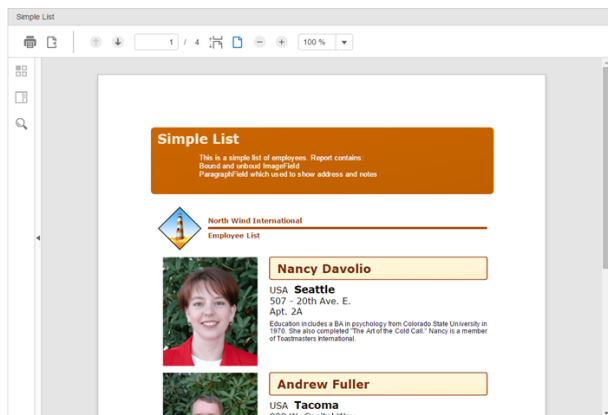 Simple List
1 / 4
100 %
Simple List
This is a simple list of employees. Report contains:
Bound and unboud ImageField
ParagraphField which used to show address and notes
North Wind International
Employee List
Nancy Davolio
USA Seattle
507 - 20th Ave. E.
Apt. 2A
Education includes a BA in psychology from Colorado State University in
1970. She also completed "The Art of the Cold Call." Nancy is a member
of Toastmasters International.
Andrew Fuller
USA Tacoma